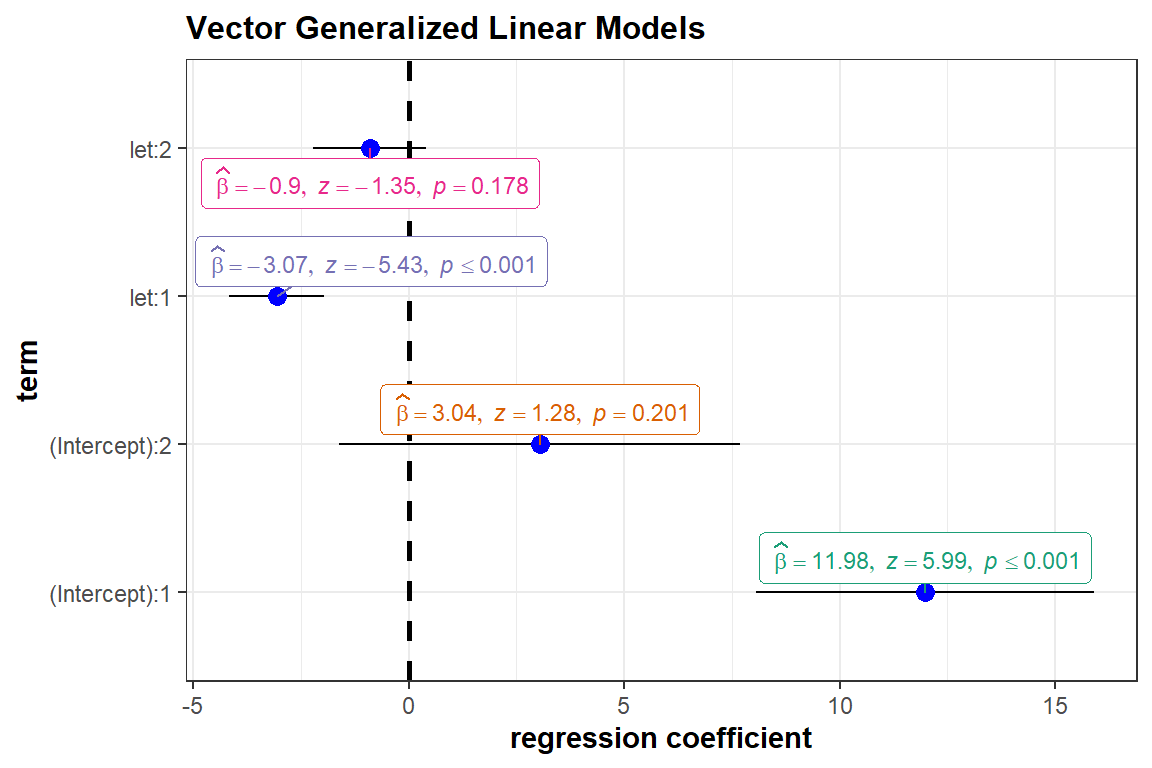 Vector Generalized Linear Models
let:2
β̂ = −0.9, z = −1.35, p = 0.178
β̂ = −3.07, z = −5.43, p ≤ 0.001
let:1
term
β̂ = 3.04, z = 1.28, p = 0.201
(Intercept):2
β̂ = 11.98, z = 5.99, p ≤ 0.001
(Intercept):1
-5 0 5 10 15
regression coefficient